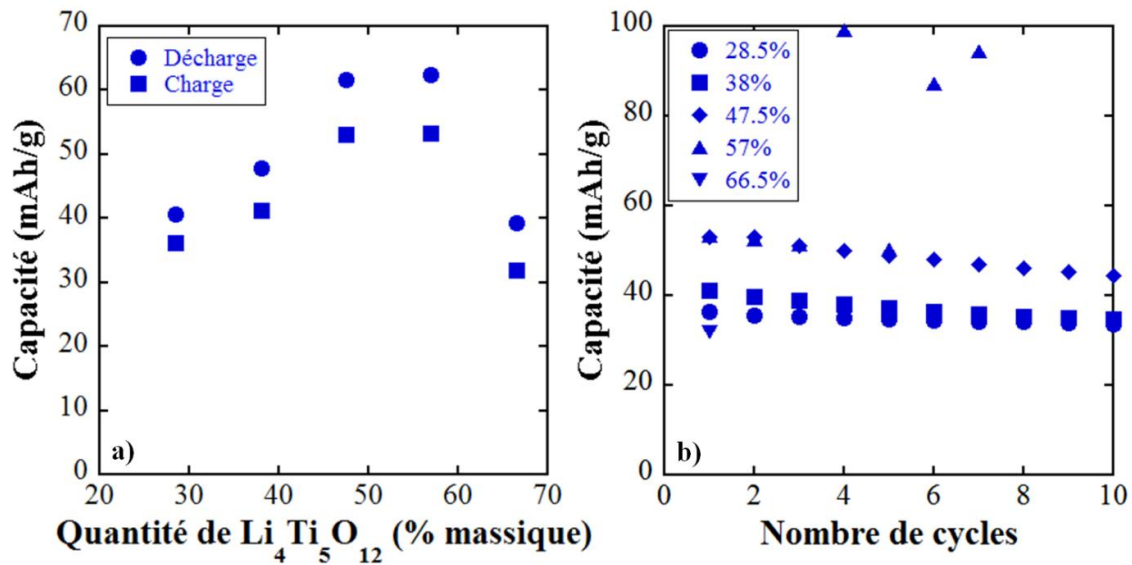 70
60
50
40
30
20
10
0
Capacité (mAh/g)
Décharge
Charge
a)
20 30 40 50 60 70
Quantité de Li4Ti5O12 (% massique)
100
80
60
40
20
0
Capacité (mAh/g)
28.5%
38%
47.5%
57%
66.5%
b)
0 2 4 6 8 10
Nombre de cycles